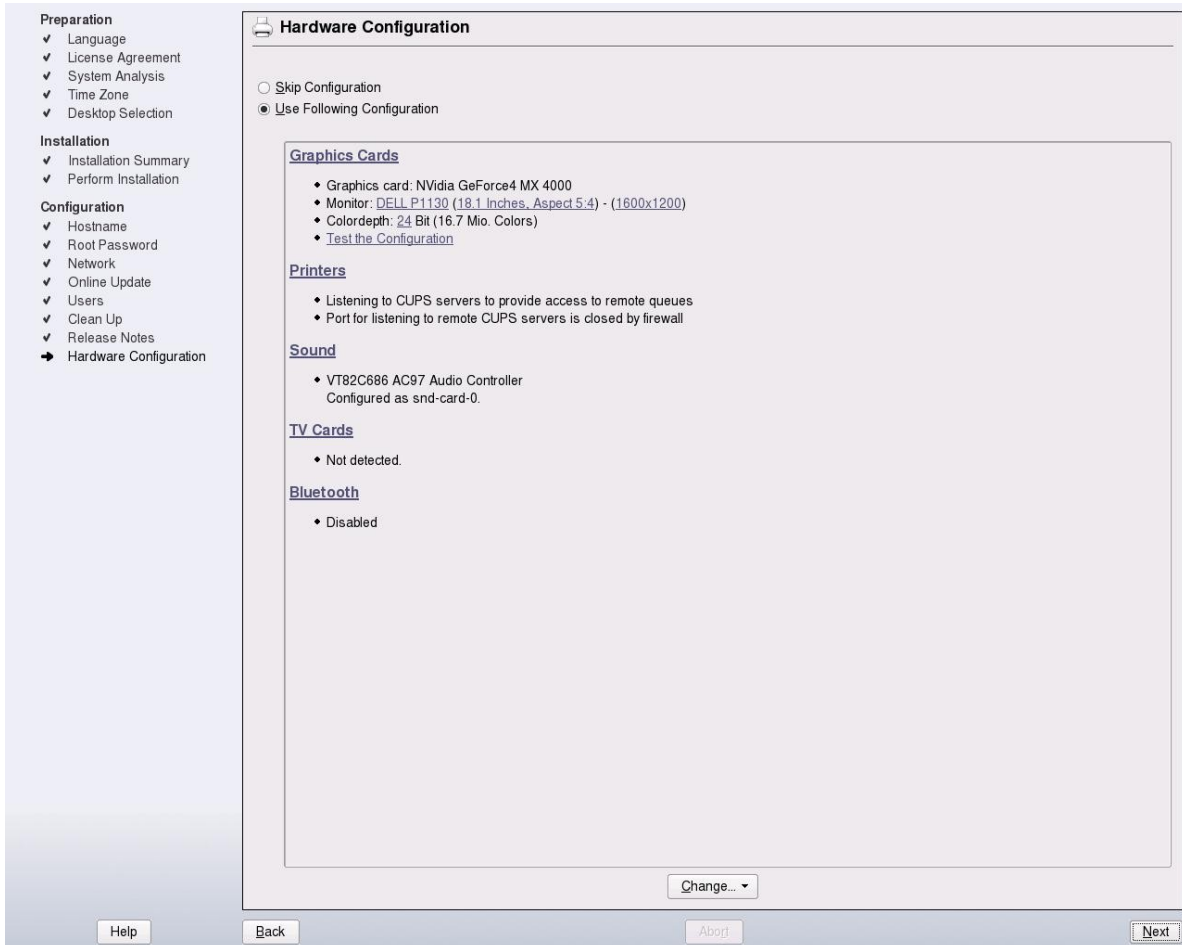 Preparation
Language
License Agreement
System Analysis
Time Zone
Desktop Selection
Installation
Installation Summary
Perform Installation
Configuration
Hostname
Root Password
Network
Online Update
Users
Clean Up
Release Notes
Hardware Configuration
Hardware Configuration
Skip Configuration
Use Following Configuration
Graphics Cards
Graphics card: NVidia GeForce4 MX 4000
Monitor: DELL P1130 (18.1 Inches, Aspect 5:4) - (1600x1200)
Colordepth: 24 Bit (16.7 Mio. Colors)
Test the Configuration
Printers
Listening to CUPS servers to provide access to remote queues
Port for listening to remote CUPS servers is closed by firewall
Sound
VT82C686 AC97 Audio Controller
Configured as snd-card-0.
TV Cards
Not detected.
Bluetooth
Disabled
Change...
Help
Back
Abort
Next